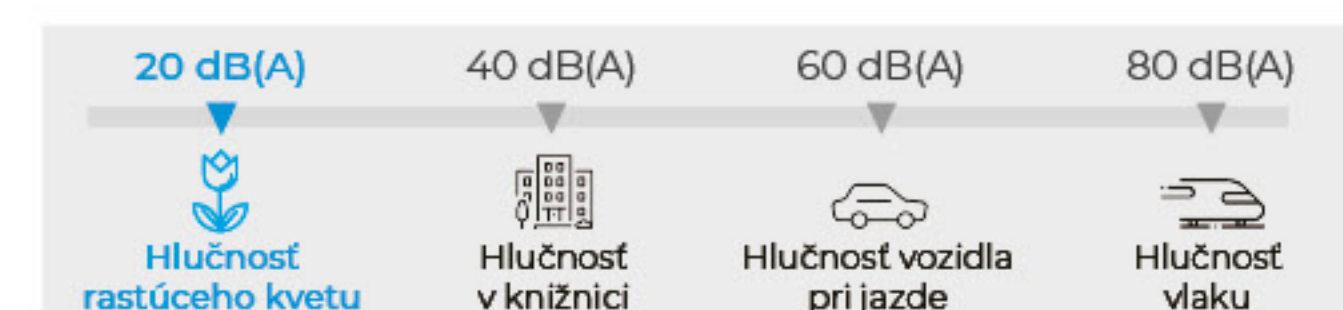 20 dB(A) 40 dB(A) 60 dB(A) 80 dB(A)
Hlučnosť
rastúceho kvetu
Hlučnosť
v knižnici
Hlučnosť vozidla
pri jazde
Hlučnosť
vlaku